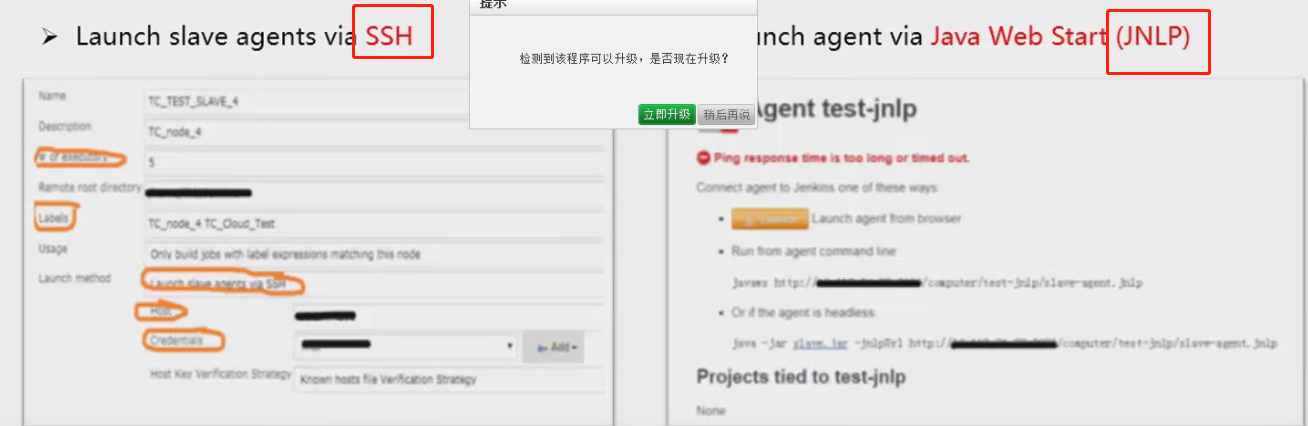 ➢ Launch slave agents via SSH
提示
检测到该程序可以升级，是否现在升级？
立即升级 稍后再说
unch agent via Java Web Start (JNLP)
Name TC_TEST_SLAVE_4
Description TC_node_4
# of executors 5
Remote root directory
Labels TC_node_4 TC_Cloud_Test
Usage Only build jobs with label expressions matching this node
Launch method Launch slave agents via SSH
Host
Credentials Add
Host Key Verification Strategy Known hosts file Verification Strategy
Agent test-jnlp
Ping response time is too long or timed out.
Connect agent to Jenkins one of these ways:
• Launch Launch agent from browser
• Run from agent command line:
javaws http:// /computer/test-jnlp/slave-agent.jnlp
• Or if the agent is headless:
java -jar slave.jar -jnlpUrl http:// /computer/test-jnlp/slave-agent.jnlp
Projects tied to test-jnlp
None